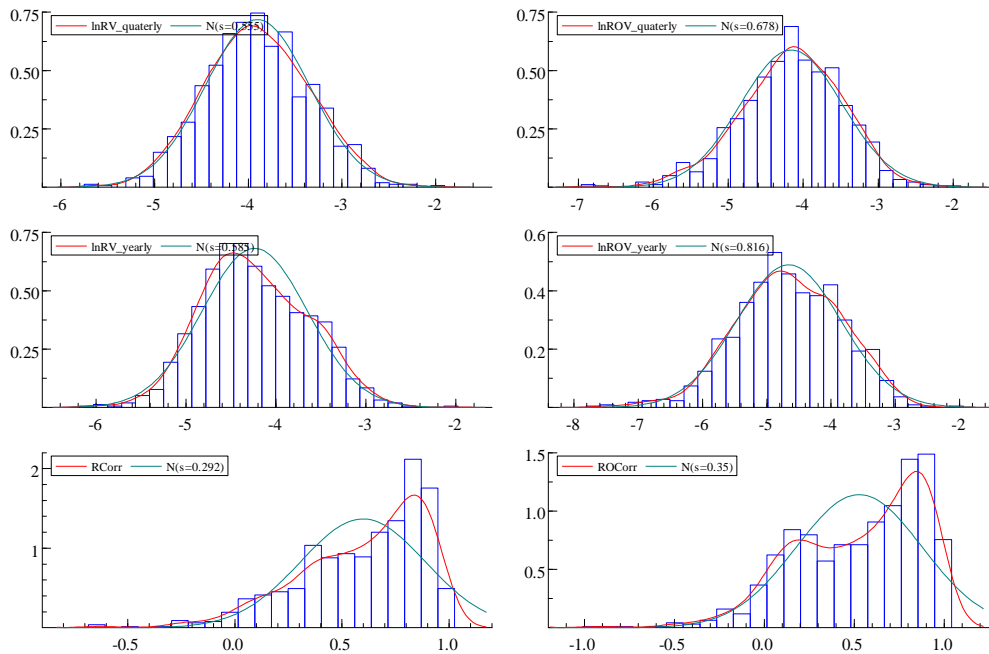 0.75 lnRV_quaterly N(s=0.555)
0.50
0.25
-6 -5 -4 -3 -2
0.75 lnROV_quaterly N(s=0.678)
0.50
0.25
-7 -6 -5 -4 -3 -2
0.75 lnRV_yearly N(s=0.585)
0.50
0.25
-6 -5 -4 -3 -2
0.6 lnROV_yearly N(s=0.816)
0.4
0.2
-8 -7 -6 -5 -4 -3 -2
2 RCorr N(s=0.292)
1
-0.5 0.0 0.5 1.0
1.5 ROCorr N(s=0.35)
1.0
0.5
-1.0 -0.5 0.0 0.5 1.0